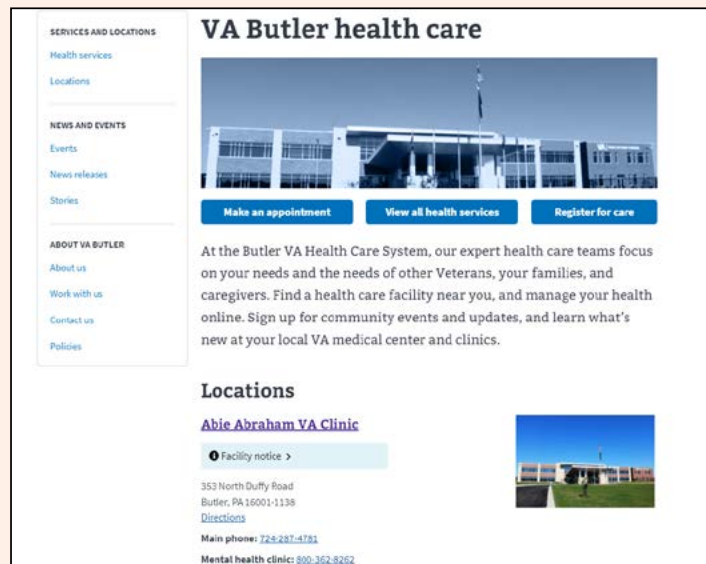 SERVICES AND LOCATIONS
Health services
Locations
NEWS AND EVENTS
Events
News releases
Stories
ABOUT VA BUTLER
About us
Work with us
Contact us
Policies
VA Butler health care
Make an appointment
View all health services
Register for care
At the Butler VA Health Care System, our expert health care teams focus
on your needs and the needs of other Veterans, your families, and
caregivers. Find a health care facility near you, and manage your health
online. Sign up for community events and updates, and learn what's
new at your local VA medical center and clinics.
Locations
Abie Abraham VA Clinic
Facility notice >
353 North Duffy Road
Butler, PA 16001-1138
Directions
Main phone: 724-287-4781
Mental health clinic: 800-362-8262